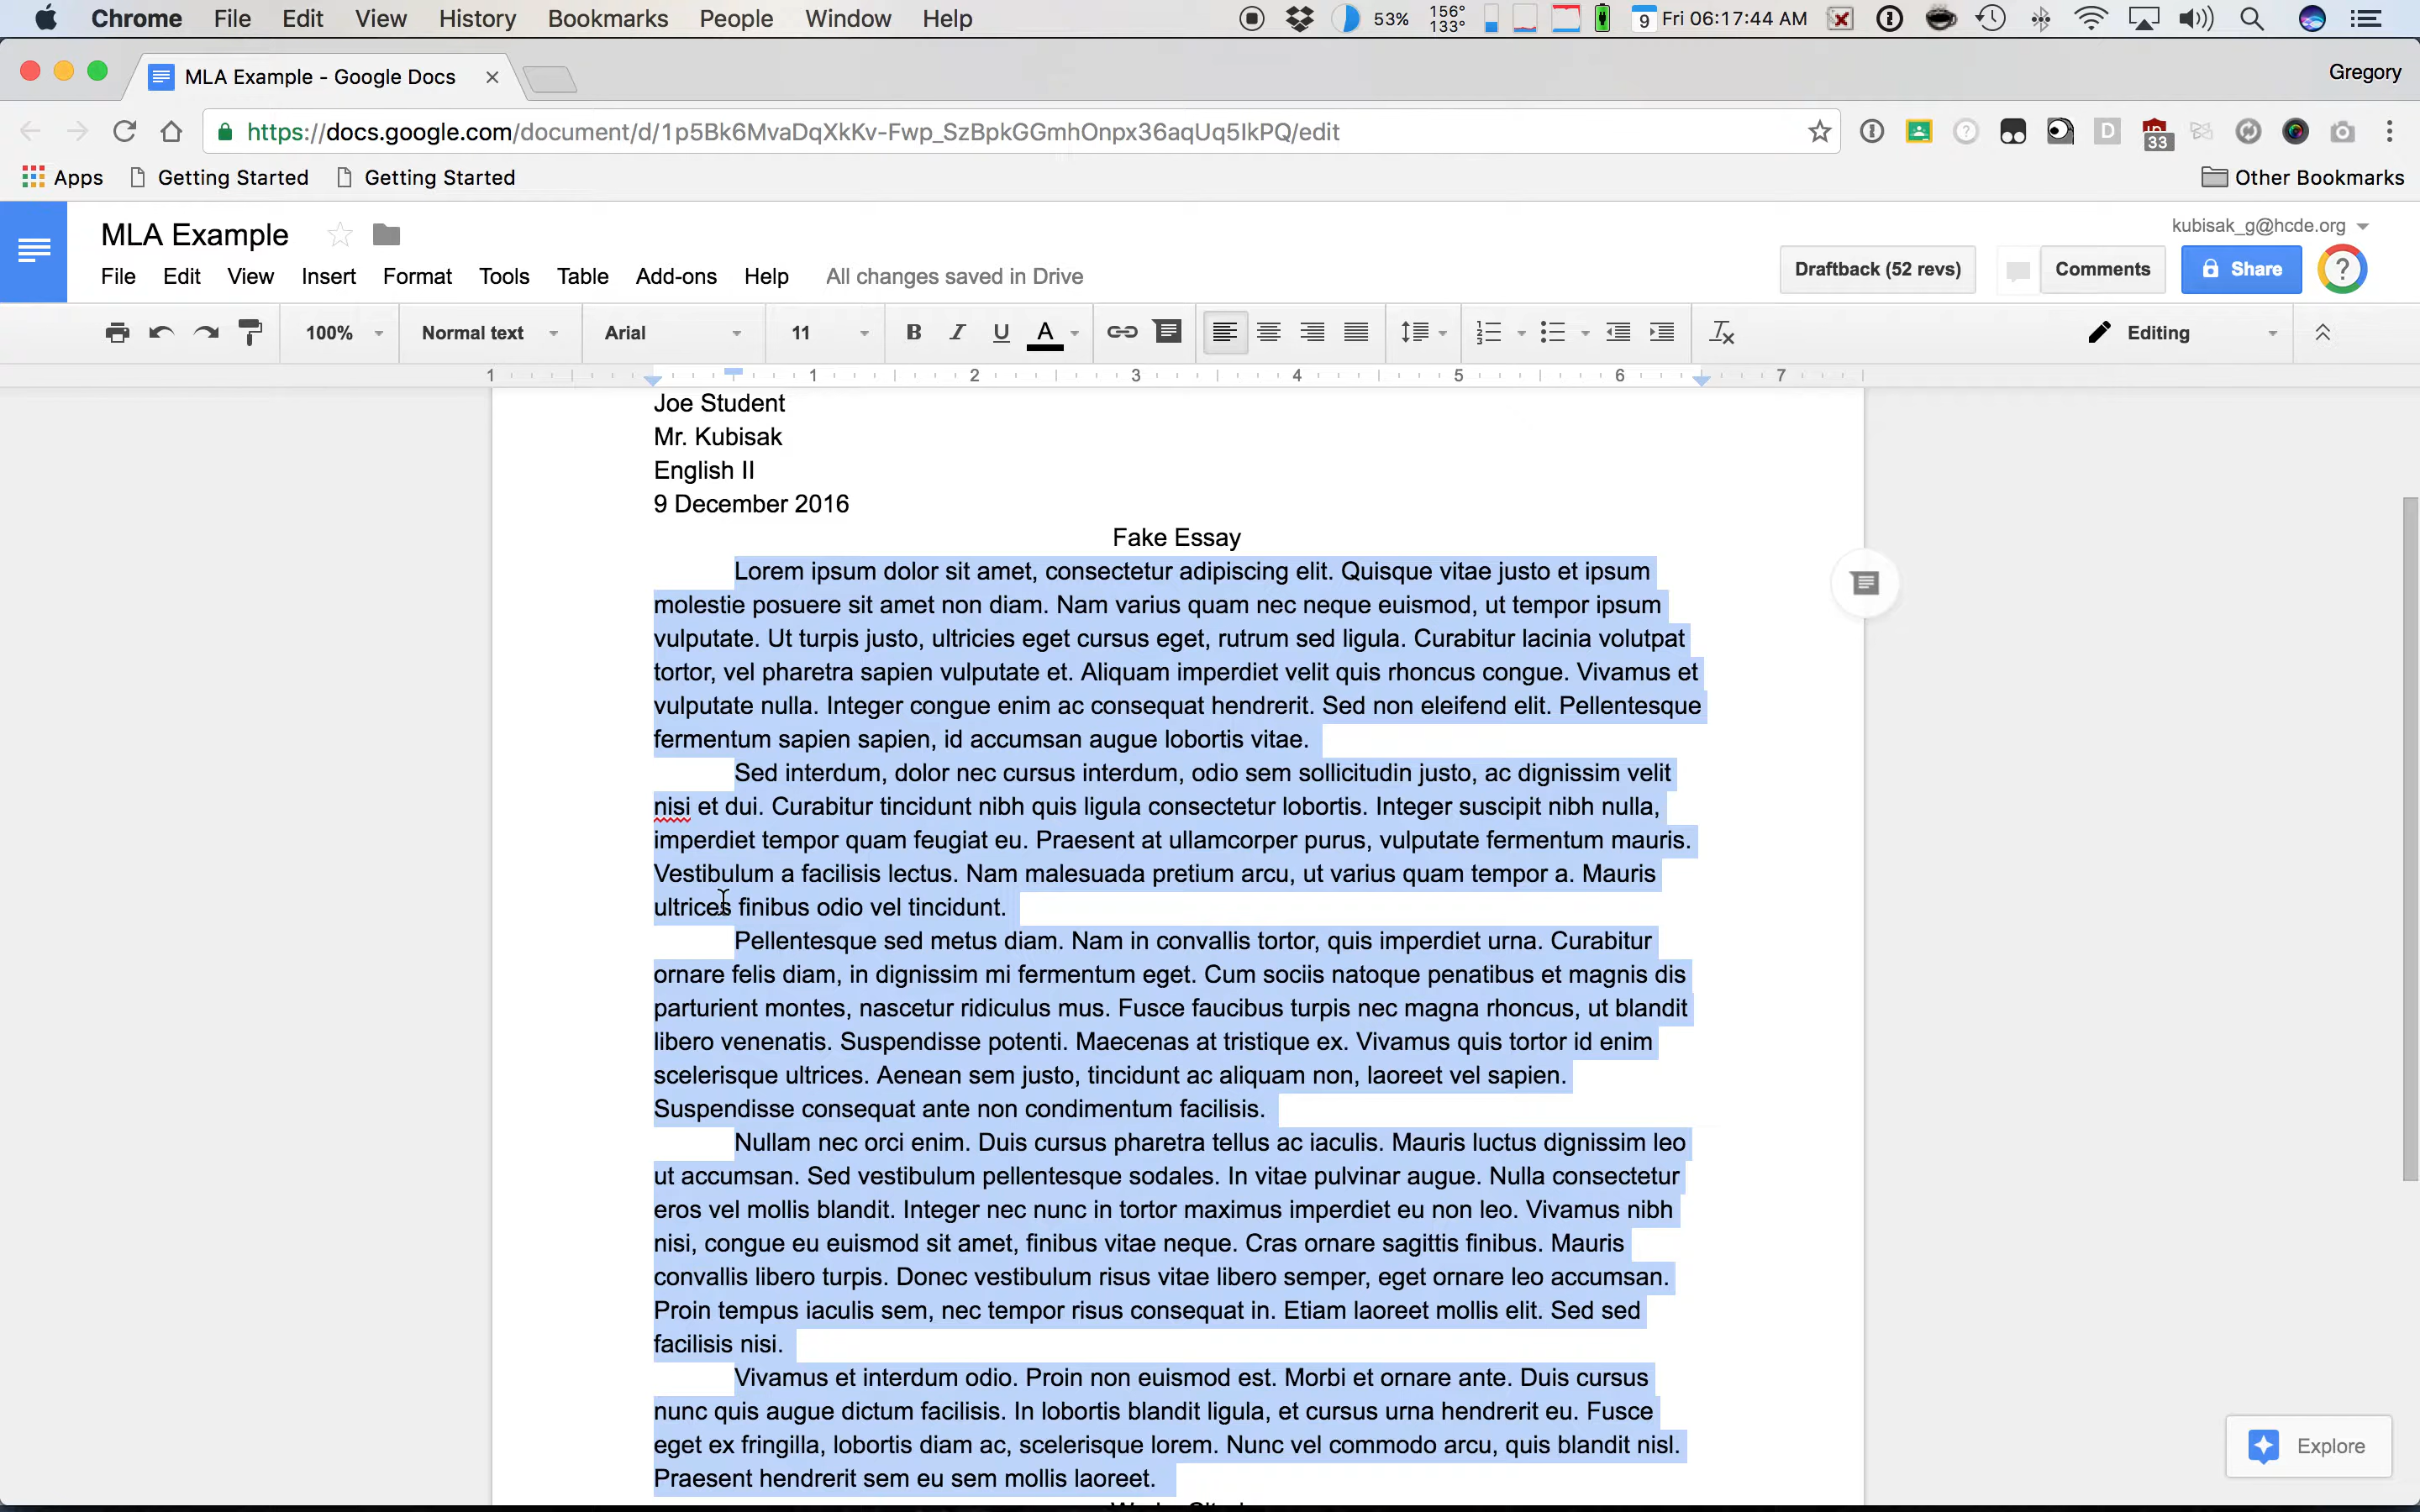 Chrome File Edit View History Bookmarks People Window Help 53% 156° 133° 9 Fri 06:17:44 AM
MLA Example - Google Docs Gregory
https://docs.google.com/document/d/1p5Bk6MvaDqXkKv-Fwp_SzBpkGGmhOnpx36aqUq5IkPQ/edit D 33
Apps Getting Started Getting Started Other Bookmarks
MLA Example kubisak_g@hcde.org
File Edit View Insert Format Tools Table Add-ons Help All changes saved in Drive Draftback (52 revs) Comments Share
100% Normal text Arial 11 B I U A Editing
1 1 2 3 4 5 6 7
Joe Student
Mr. Kubisak
English II
9 December 2016
Fake Essay
Lorem ipsum dolor sit amet, consectetur adipiscing elit. Quisque vitae justo et ipsum
molestie posuere sit amet non diam. Nam varius quam nec neque euismod, ut tempor ipsum
vulputate. Ut turpis justo, ultricies eget cursus eget, rutrum sed ligula. Curabitur lacinia volutpat
tortor, vel pharetra sapien vulputate et. Aliquam imperdiet velit quis rhoncus congue. Vivamus et
vulputate nulla. Integer congue enim ac consequat hendrerit. Sed non eleifend elit. Pellentesque
fermentum sapien sapien, id accumsan augue lobortis vitae.
Sed interdum, dolor nec cursus interdum, odio sem sollicitudin justo, ac dignissim velit
nisi et dui. Curabitur tincidunt nibh quis ligula consectetur lobortis. Integer suscipit nibh nulla,
imperdiet tempor quam feugiat eu. Praesent at ullamcorper purus, vulputate fermentum mauris.
Vestibulum a facilisis lectus. Nam malesuada pretium arcu, ut varius quam tempor a. Mauris
ultrices finibus odio vel tincidunt.
Pellentesque sed metus diam. Nam in convallis tortor, quis imperdiet urna. Curabitur
ornare felis diam, in dignissim mi fermentum eget. Cum sociis natoque penatibus et magnis dis
parturient montes, nascetur ridiculus mus. Fusce faucibus turpis nec magna rhoncus, ut blandit
libero venenatis. Suspendisse potenti. Maecenas at tristique ex. Vivamus quis tortor id enim
scelerisque ultrices. Aenean sem justo, tincidunt ac aliquam non, laoreet vel sapien.
Suspendisse consequat ante non condimentum facilisis.
Nullam nec orci enim. Duis cursus pharetra tellus ac iaculis. Mauris luctus dignissim leo
ut accumsan. Sed vestibulum pellentesque sodales. In vitae pulvinar augue. Nulla consectetur
eros vel mollis blandit. Integer nec nunc in tortor maximus imperdiet eu non leo. Vivamus nibh
nisi, congue eu euismod sit amet, finibus vitae neque. Cras ornare sagittis finibus. Mauris
convallis libero turpis. Donec vestibulum risus vitae libero semper, eget ornare leo accumsan.
Proin tempus iaculis sem, nec tempor risus consequat in. Etiam laoreet mollis elit. Sed sed
facilisis nisi.
Vivamus et interdum odio. Proin non euismod est. Morbi et ornare ante. Duis cursus
nunc quis augue dictum facilisis. In lobortis blandit ligula, et cursus urna hendrerit eu. Fusce
eget ex fringilla, lobortis diam ac, scelerisque lorem. Nunc vel commodo arcu, quis blandit nisl.
Praesent hendrerit sem eu sem mollis laoreet.
Explore